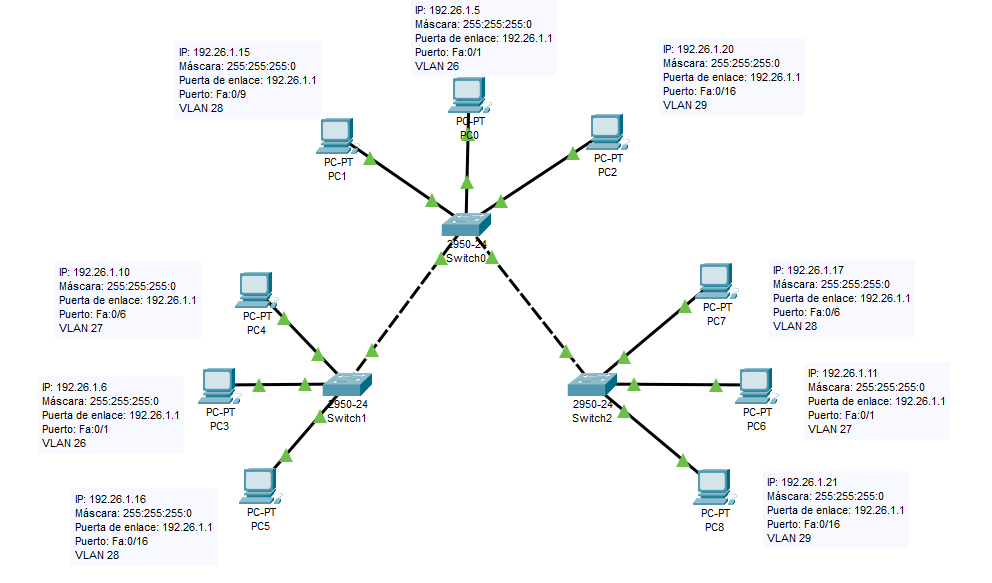 IP: 192.26.1.5
Máscara: 255:255:255:0
Puerta de enlace: 192.26.1.1
Puerto: Fa:0/1
VLAN 26
IP: 192.26.1.15
Máscara: 255:255:255:0
Puerta de enlace: 192.26.1.1
Puerto: Fa:0/9
VLAN 28
IP: 192.26.1.20
Máscara: 255:255:255:0
Puerta de enlace: 192.26.1.1
Puerto: Fa:0/16
VLAN 29
PC-PT
PC0
PC-PT
PC1
PC-PT
PC2
2950-24
Switch0
IP: 192.26.1.10
Máscara: 255:255:255:0
Puerta de enlace: 192.26.1.1
Puerto: Fa:0/6
VLAN 27
PC-PT
PC4
PC-PT
PC7
IP: 192.26.1.17
Máscara: 255:255:255:0
Puerta de enlace: 192.26.1.1
Puerto: Fa:0/6
VLAN 28
IP: 192.26.1.6
Máscara: 255:255:255:0
Puerta de enlace: 192.26.1.1
Puerto: Fa:0/1
VLAN 26
PC-PT
PC3
2950-24
Switch1
2950-24
Switch2
PC-PT
PC6
IP: 192.26.1.11
Máscara: 255:255:255:0
Puerta de enlace: 192.26.1.1
Puerto: Fa:0/1
VLAN 27
IP: 192.26.1.16
Máscara: 255:255:255:0
Puerta de enlace: 192.26.1.1
Puerto: Fa:0/16
VLAN 28
PC-PT
PC5
PC-PT
PC8
IP: 192.26.1.21
Máscara: 255:255:255:0
Puerta de enlace: 192.26.1.1
Puerto: Fa:0/16
VLAN 29